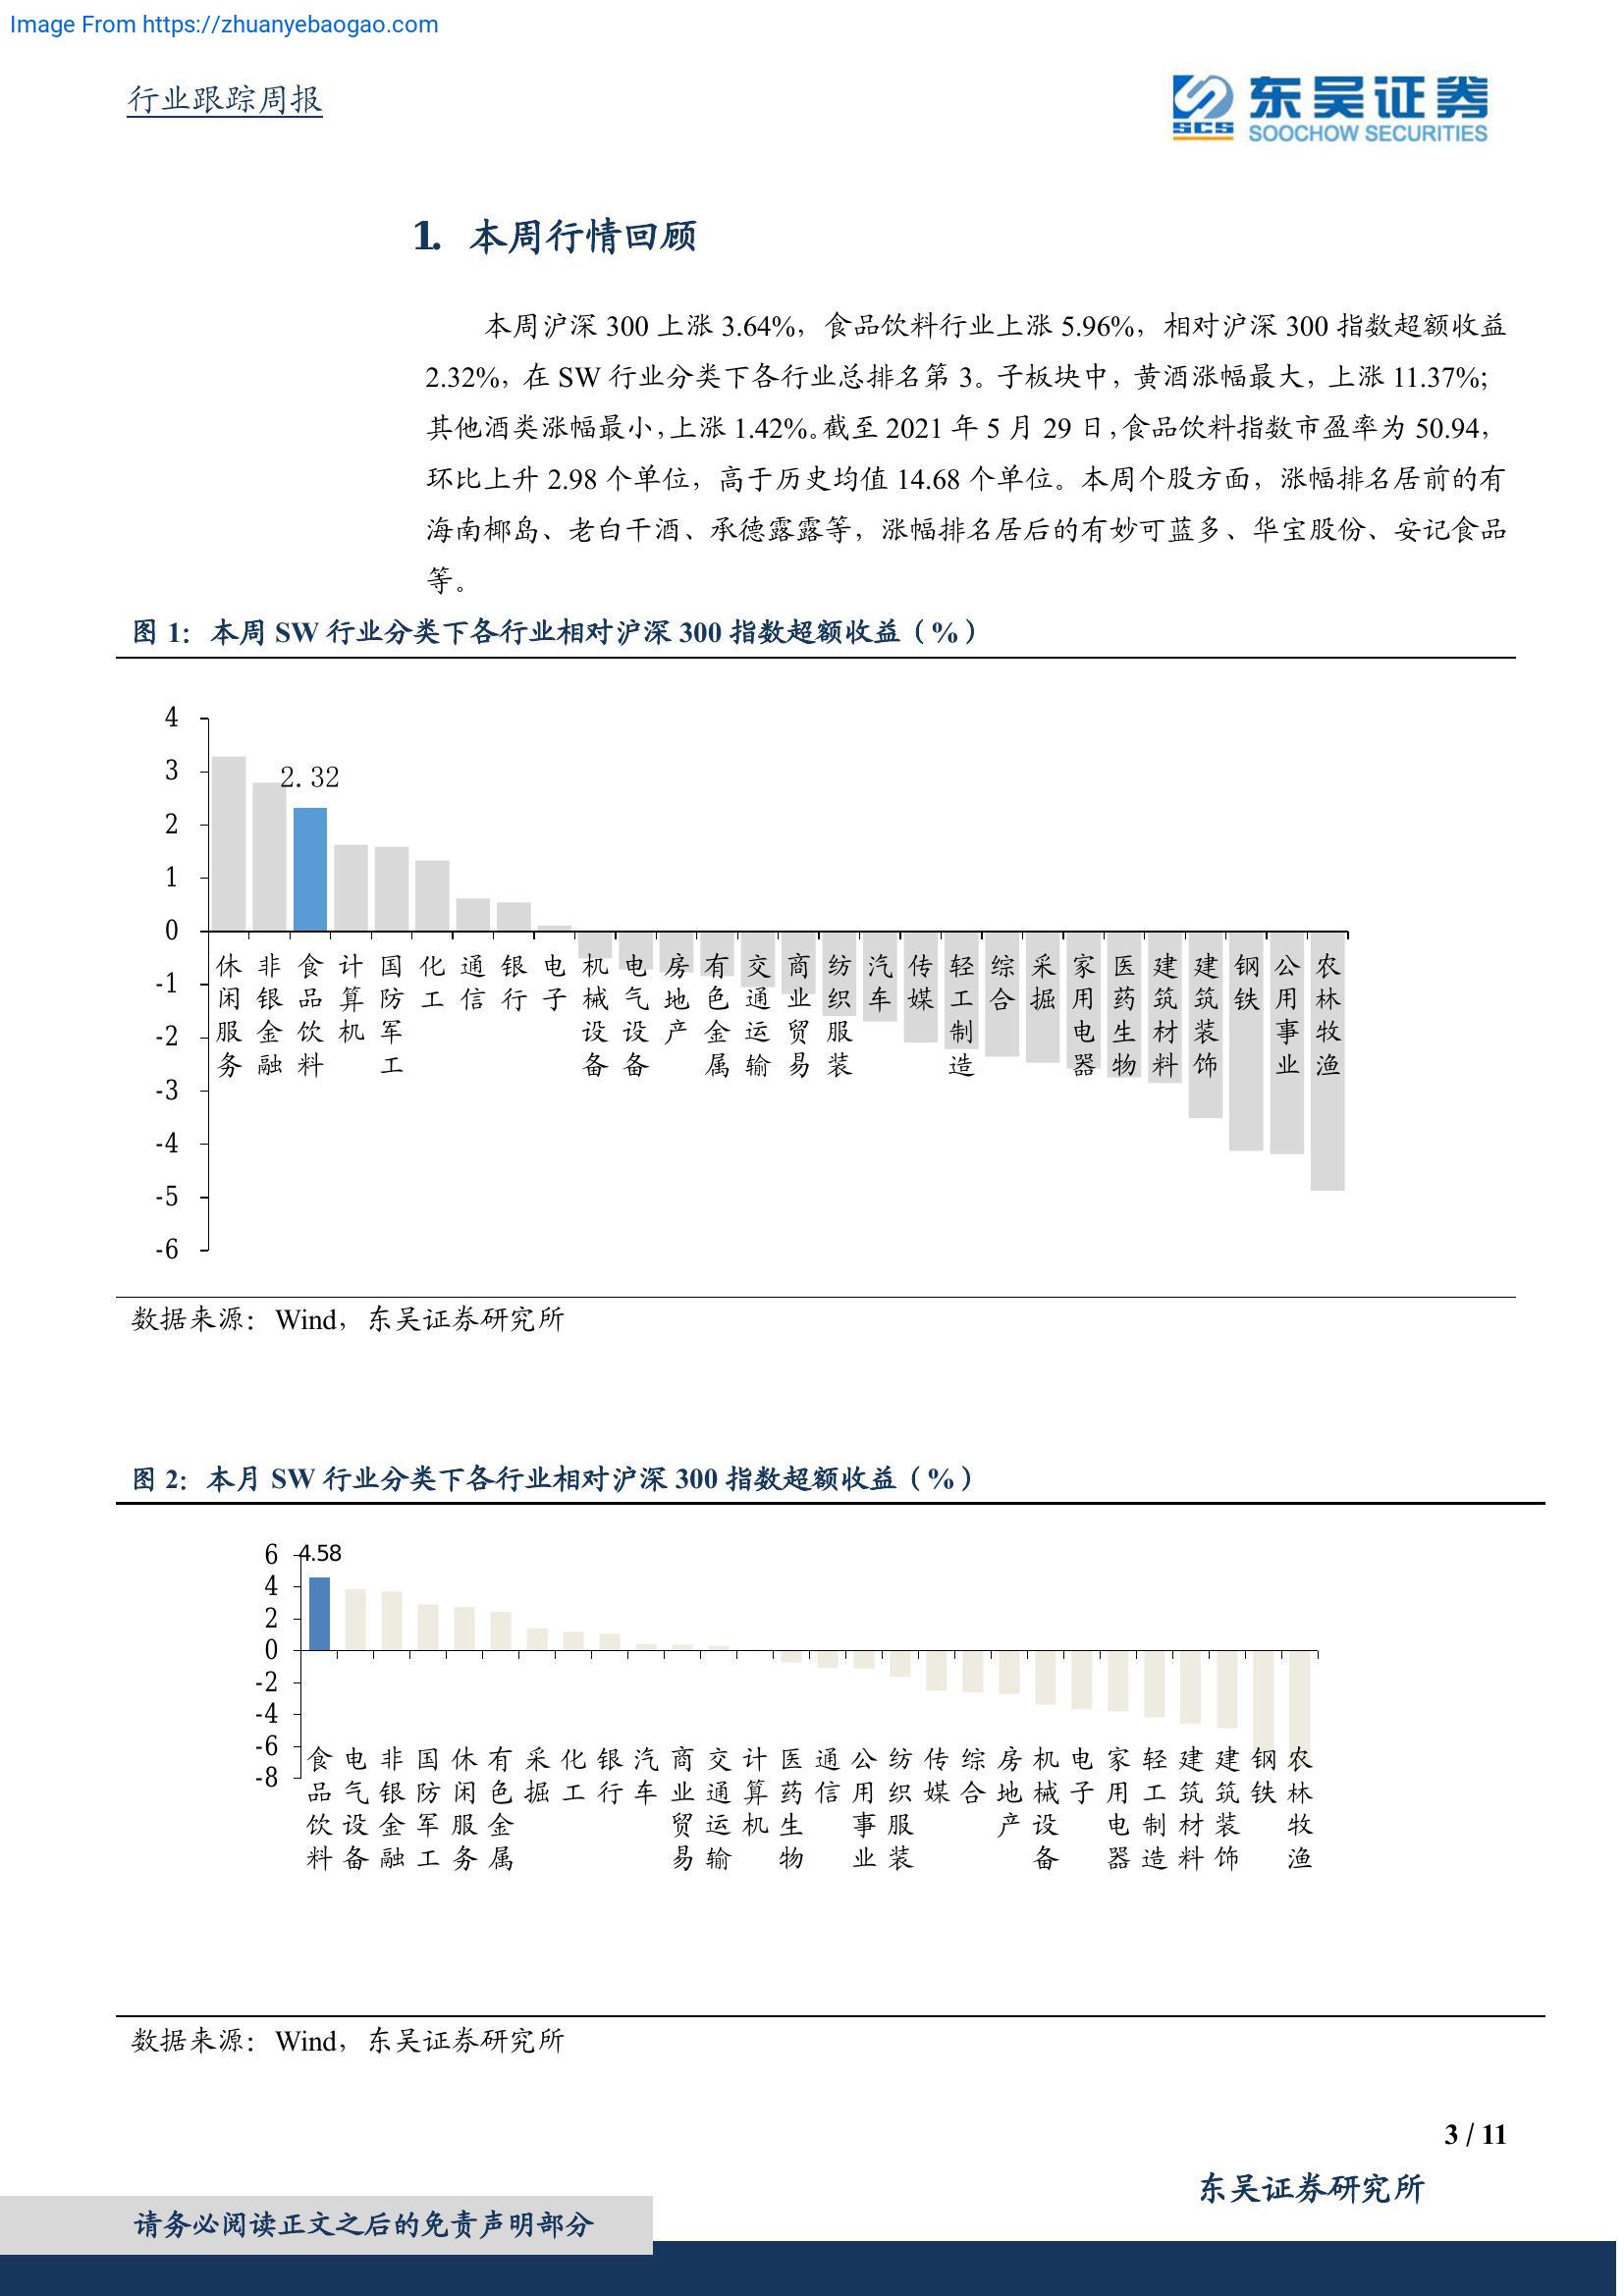 Image From https://zhuanyebaogao.com
行业跟踪周报
SCS 东吴证券
SOOCHOW SECURITIES
1. 本周行情回顾
本周沪深 300 上涨 3.64%，食品饮料行业上涨 5.96%，相对沪深 300 指数超额收益
2.32%，在 SW 行业分类下各行业总排名第 3。子板块中，黄酒涨幅最大，上涨 11.37%；
其他酒类涨幅最小，上涨 1.42%。截至 2021 年 5 月 29 日，食品饮料指数市盈率为 50.94，
环比上升 2.98 个单位，高于历史均值 14.68 个单位。本周个股方面，涨幅排名居前的有
海南椰岛、老白干酒、承德露露等，涨幅排名居后的有妙可蓝多、华宝股份、安记食品
等。
图 1：本周 SW 行业分类下各行业相对沪深 300 指数超额收益（%）
4
3
2
1
0
-1
-2
-3
-4
-5
-6
2.32
休闲服务
非银金融
食品饮料
计算机
国防军工
化工
通信
银行
电子
机械设备
电气设备
房地产
有色金属
交通运输
商业贸易
纺织服装
汽车
传媒
轻工制造
综合
采掘
家用电器
医药生物
建筑材料
建筑装饰
钢铁
公用事业
农林牧渔
数据来源：Wind，东吴证券研究所
图 2：本月 SW 行业分类下各行业相对沪深 300 指数超额收益（%）
6
4
2
0
-2
-4
-6
-8
4.58
食品饮料
电气设备
非银金融
国防军工
休闲服务
有色金属
采掘
化工
银行
汽车
商业贸易
交通运输
计算机
医药生物
通信
公用事业
纺织服装
传媒
综合
房地产
机械设备
电子
家用电器
轻工制造
建筑材料
建筑装饰
钢铁
农林牧渔
数据来源：Wind，东吴证券研究所
3 / 11
东吴证券研究所
请务必阅读正文之后的免责声明部分